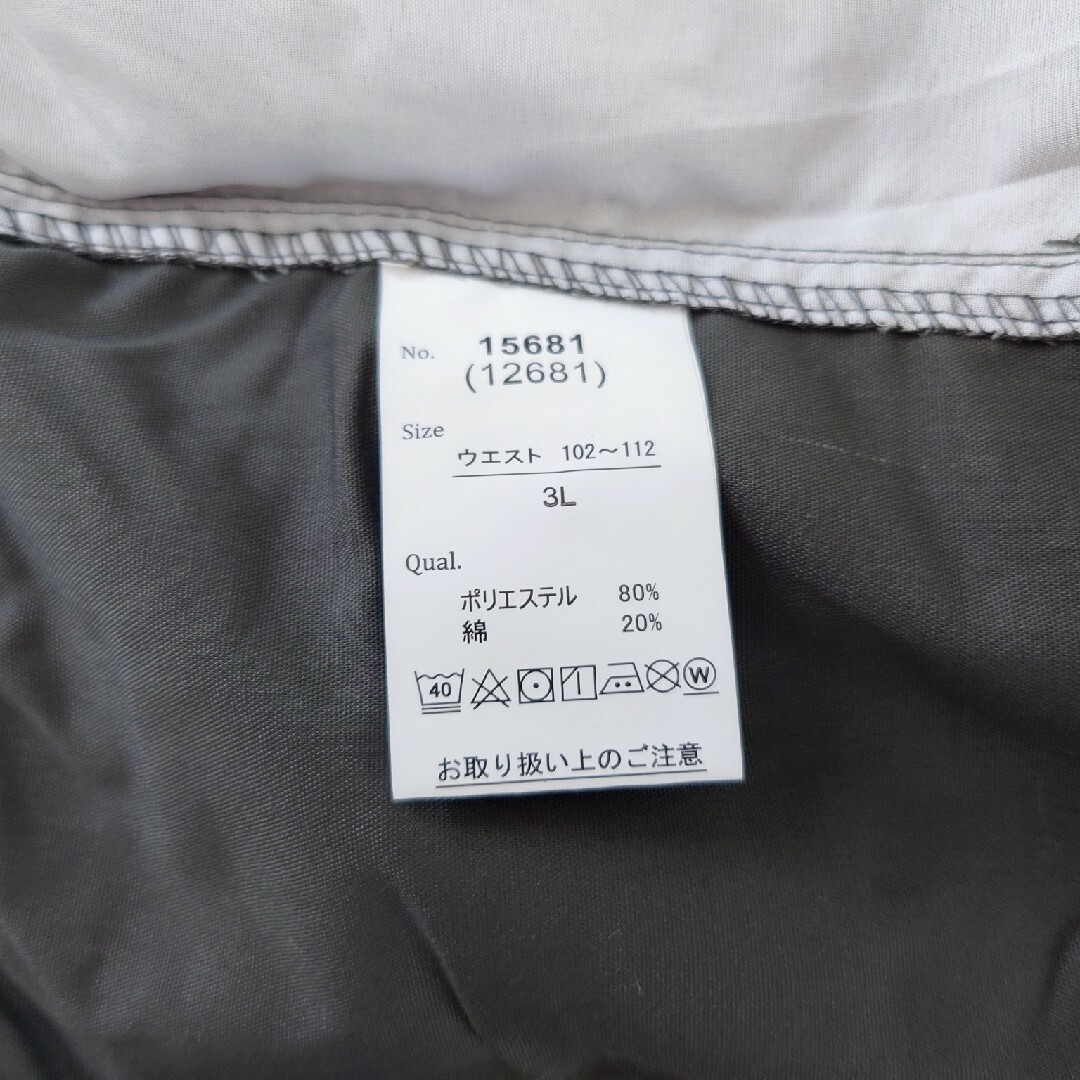 No. 15681
(12681)
Size
ウエスト 102～112
3L
Qual.
ポリエステル 80%
綿 20%
40 W
お取り扱い上のご注意